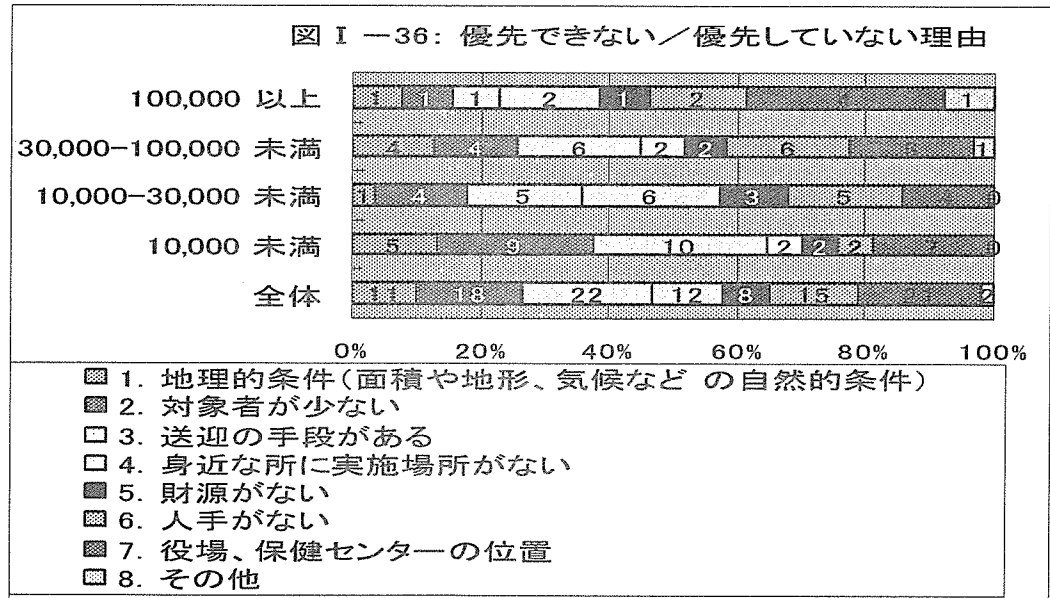 図 I －36: 優先できない／優先していない理由
100,000 以上 1 1 1 2 1 2 4 1
30,000－100,000 未満 4 4 6 2 2 6 1
10,000－30,000 未満 1 4 5 6 3 5 0
10,000 未満 5 9 10 2 2 2 7 0
全体 11 18 22 12 8 15 21 2
0% 20% 40% 60% 80% 100%
1. 地理的条件(面積や地形、気候など の自然的条件)
2. 対象者が少ない
3. 送迎の手段がある
4. 身近な所に実施場所がない
5. 財源がない
6. 人手がない
7. 役場、保健センターの位置
8. その他